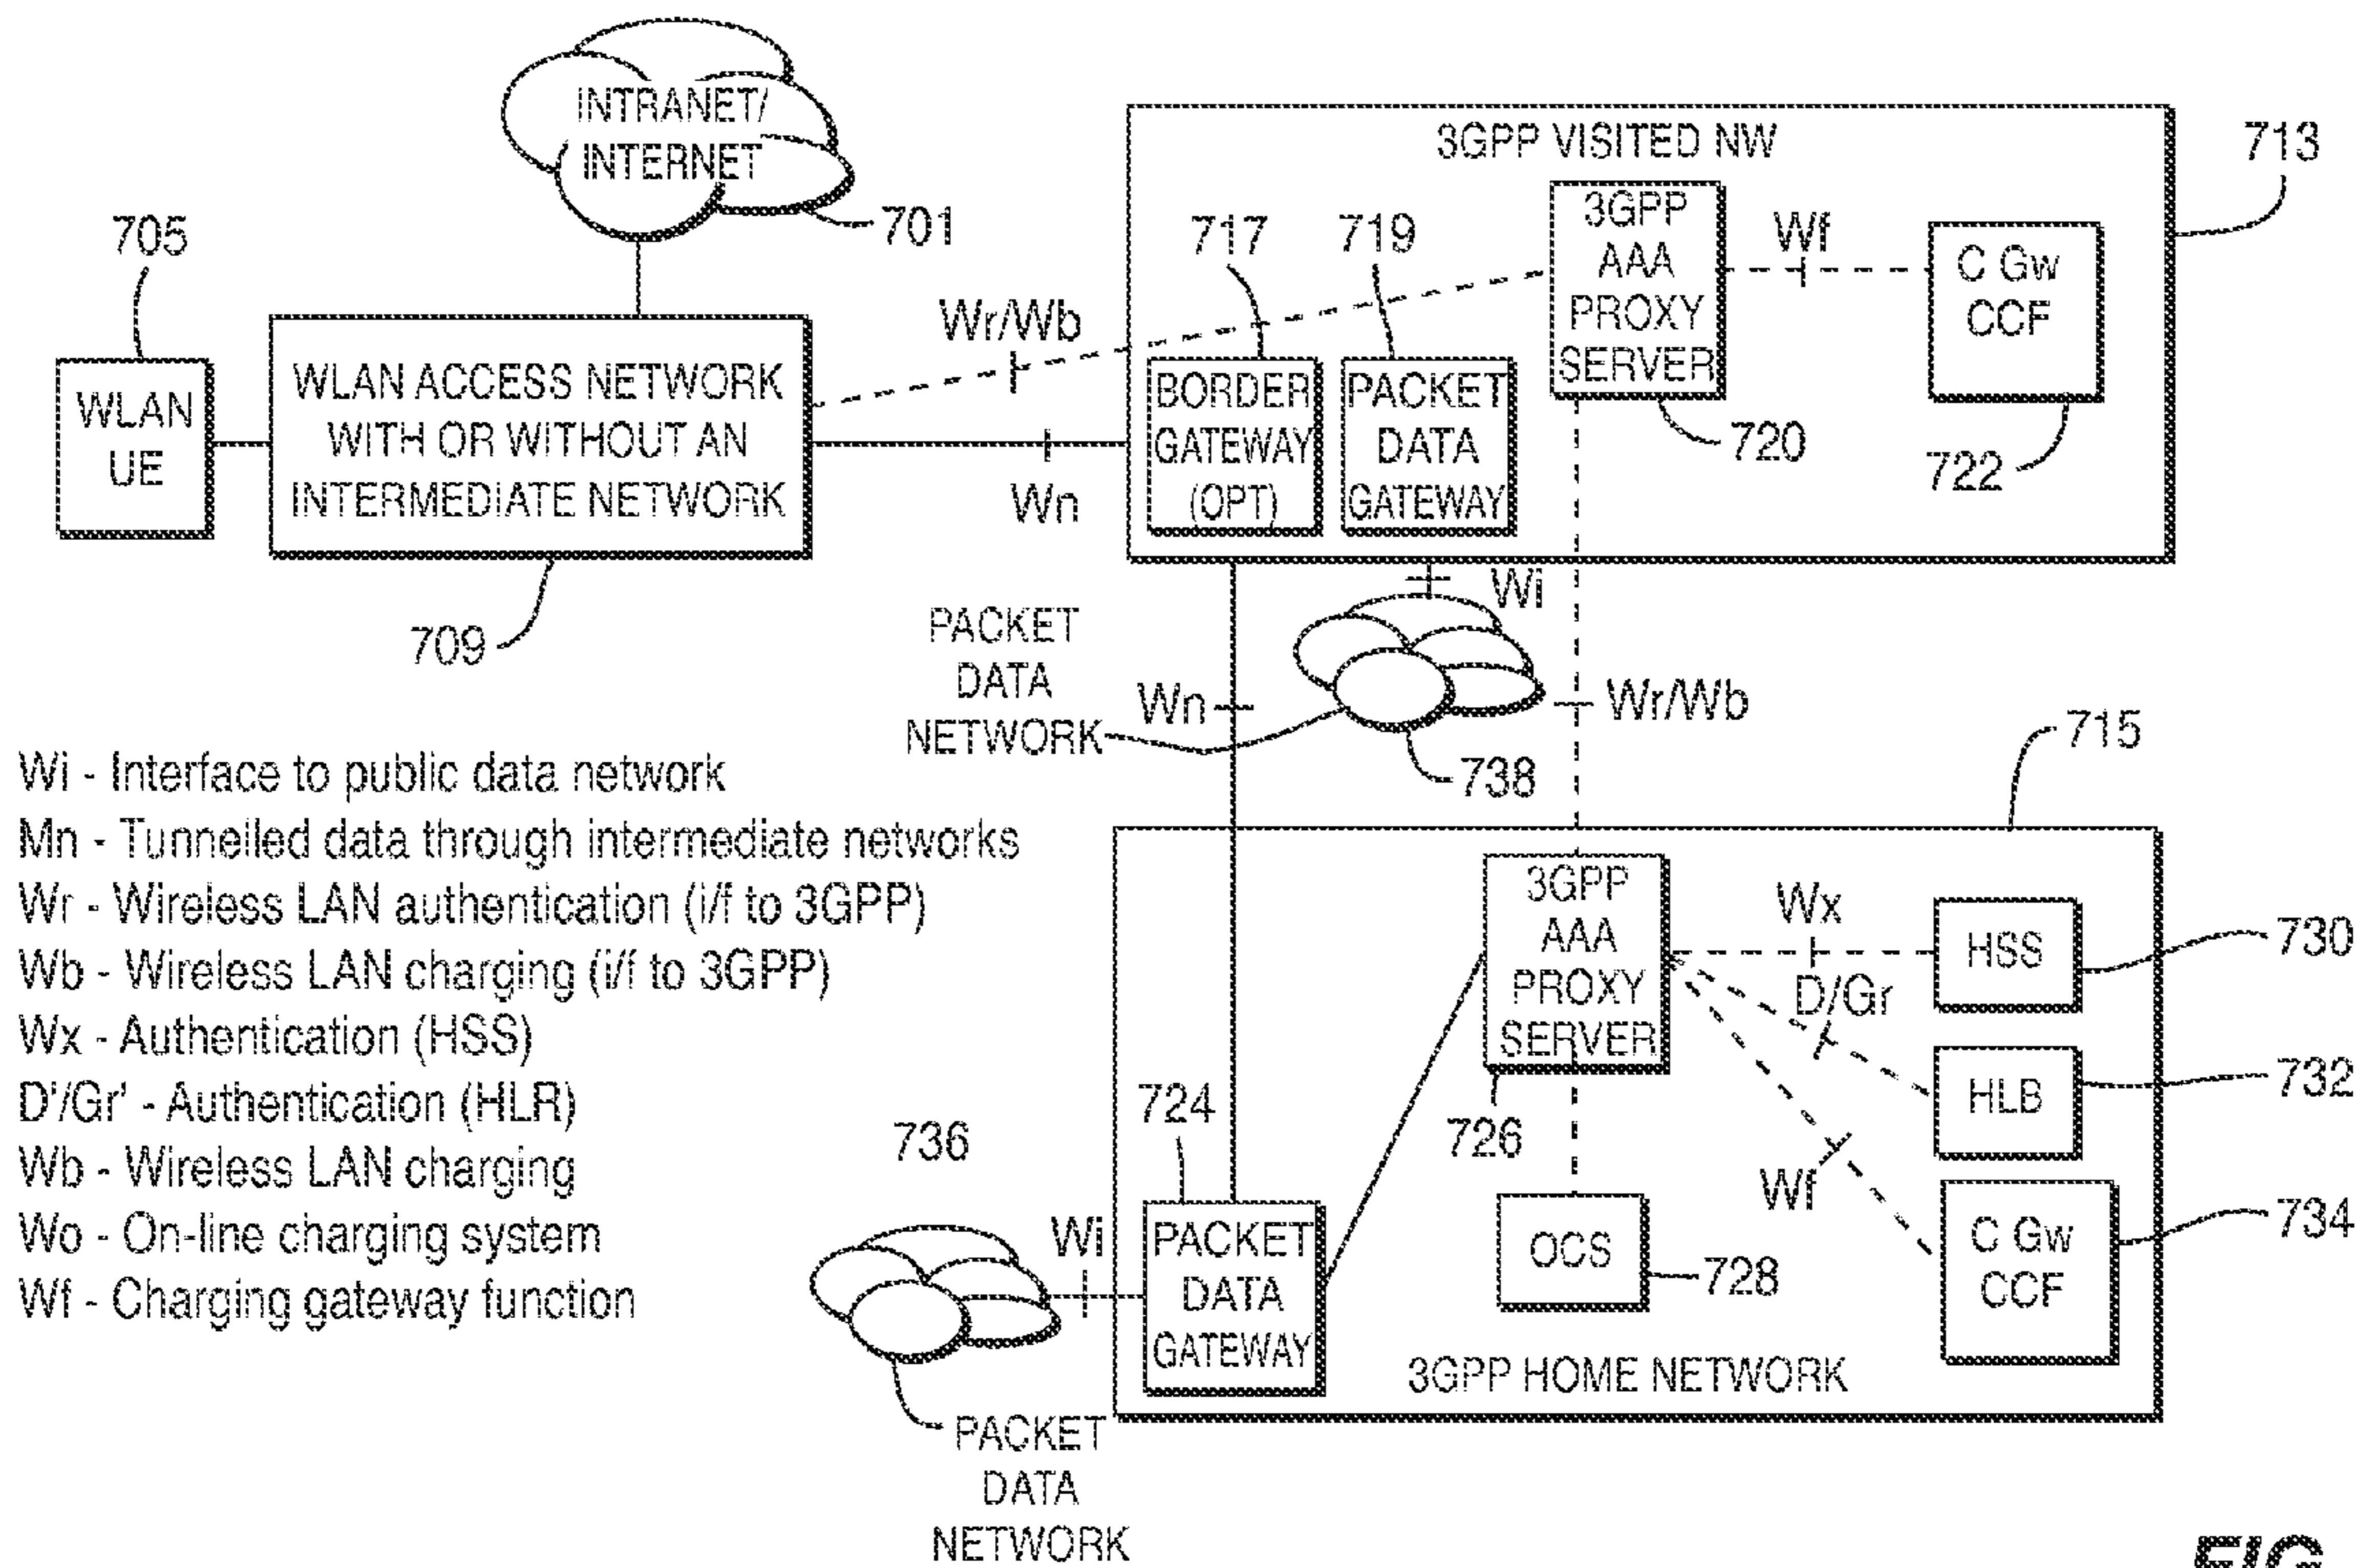 INTRANET/
INTERNET
701
705
WLAN
UE
WLAN ACCESS NETWORK
WITH OR WITHOUT AN
INTERMEDIATE NETWORK
709
Wr/Wb
Wn
3GPP VISITED NW
713
717
719
BORDER
GATEWAY
(OPT)
PACKET
DATA
GATEWAY
3GPP
AAA
PROXY
SERVER
720
Wf
C Gw
CCF
722
Wi
PACKET
DATA
NETWORK
Wn
738
Wr/Wb
715
Wi - Interface to public data network
Mn - Tunnelled data through intermediate networks
Wr - Wireless LAN authentication (i/f to 3GPP)
Wb - Wireless LAN charging (i/f to 3GPP)
Wx - Authentication (HSS)
D'/Gr' - Authentication (HLR)
Wb - Wireless LAN charging
Wo - On-line charging system
Wf - Charging gateway function
3GPP
AAA
PROXY
SERVER
726
Wx
HSS
730
D/Gr
HLB
732
Wf
C Gw
CCF
734
OCS
728
724
PACKET
DATA
GATEWAY
736
Wi
3GPP HOME NETWORK
PACKET
DATA
NETWORK
FIG